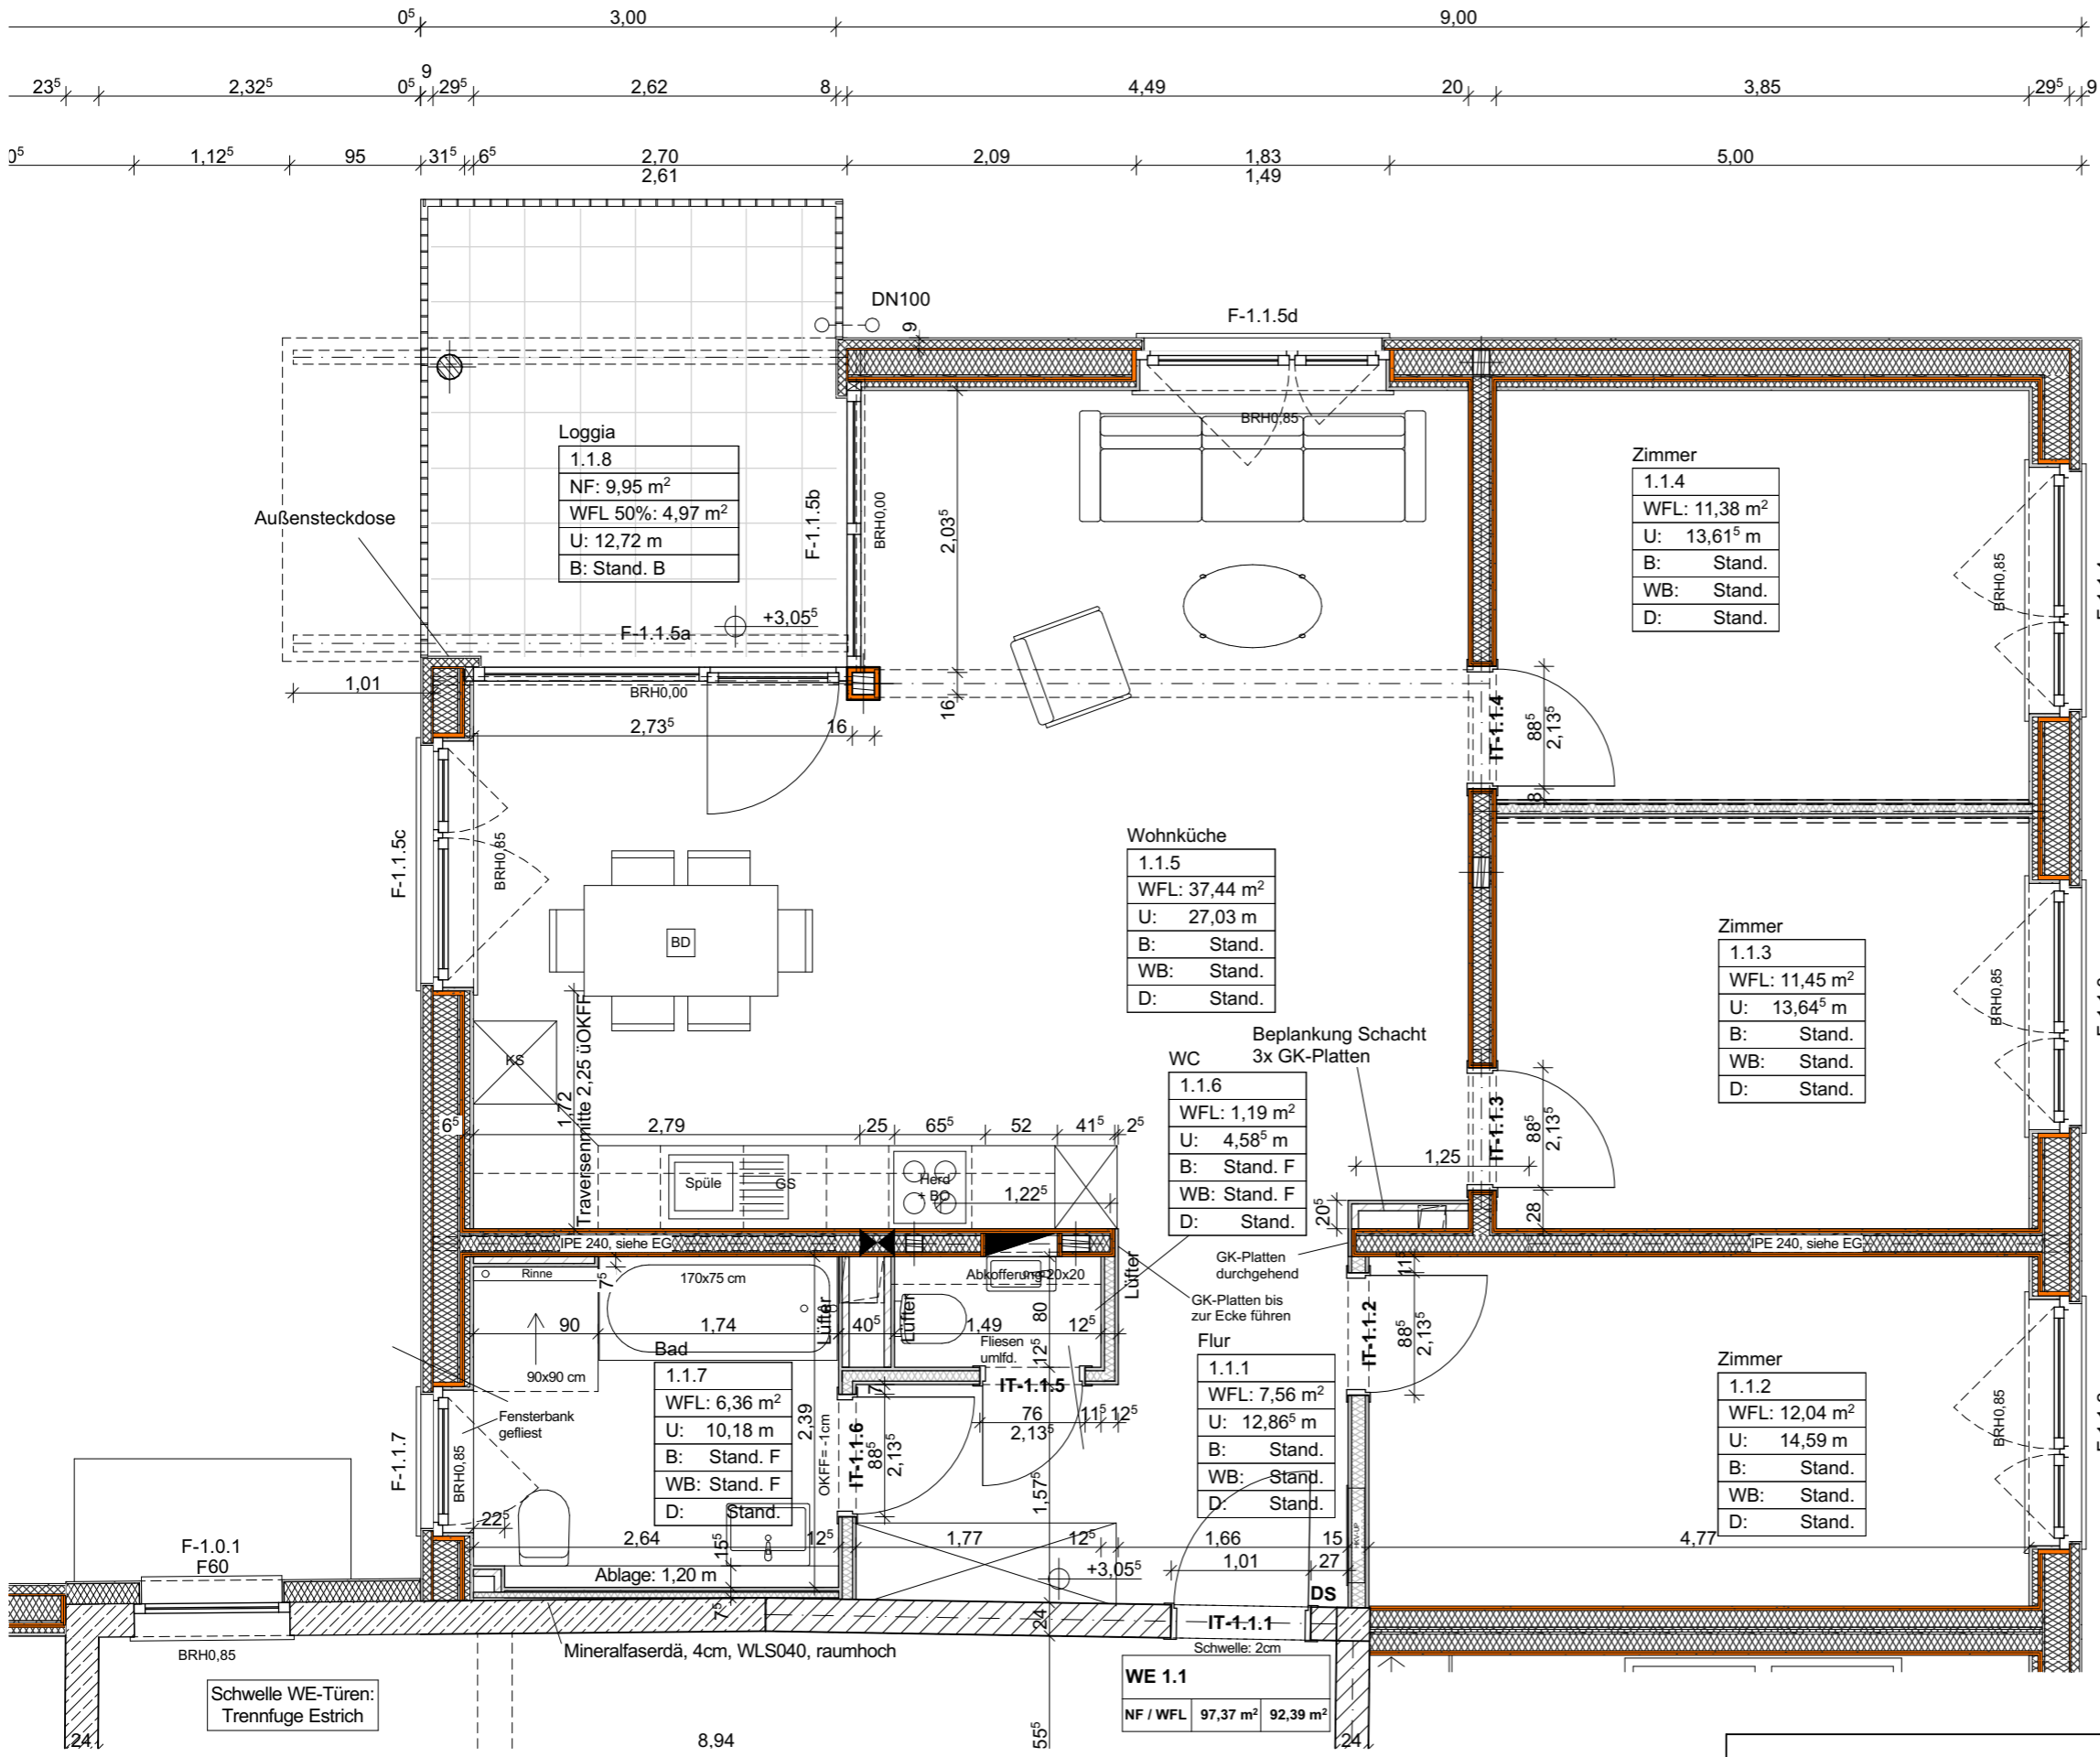 0⁵ 3,00 9,00
23⁵ 2,32⁵ 0⁵ 9 29⁵ 2,62 8 4,49 20 3,85 29⁵ 9
0⁵ 1,12⁵ 95 31⁵ 6⁵ 2,70 2,09 1,83 5,00
2,61 1,49
DN100
F-1.1.5d
9
BRH0,85
Loggia
1.1.8
NF: 9,95 m²
WFL 50%: 4,97 m²
U: 12,72 m
B: Stand. B
Außensteckdose
F-1.1.5b
BRH0,00
2,03⁵
Zimmer
1.1.4
WFL: 11,38 m²
U: 13,61⁵ m
B: Stand.
WB: Stand.
D: Stand.
BRH0,85
+3,05⁵
F-1.1.5a
1,01
BRH0,00
16
2,73⁵ 16
IT-1.1.4
88⁵
2,13⁵
8
F-1.1.5c
BRH0,85
BD
Wohnküche
1.1.5
WFL: 37,44 m²
U: 27,03 m
B: Stand.
WB: Stand.
D: Stand.
Zimmer
1.1.3
WFL: 11,45 m²
U: 13,64⁵ m
B: Stand.
WB: Stand.
D: Stand.
BRH0,85
KS
1,72
Traversenmitte 2,25 üOKFF
Beplankung Schacht
3x GK-Platten
WC
1.1.6
WFL: 1,19 m²
U: 4,58⁵ m
B: Stand. F
WB: Stand. F
D: Stand.
6⁵ 2,79 25 65⁵ 52 41⁵ 2⁵
Spüle
GS
Herd
+ BO
1,22⁵
1,25
IT-1.1.3
88⁵
2,13⁵
20⁵
28
IPE 240, siehe EG
IPE 240, siehe EG
Rinne
7⁵
170x75 cm
Lüfter
Lüfter
Abkofferung 20x20
Lüfter
GK-Platten
durchgehend
GK-Platten bis
zur Ecke führen
11⁵
90 1,74 40⁵ 1,49 12⁵
80
12⁵
Fliesen
umlfd.
IT-1.1.2
88⁵
2,13⁵
90x90 cm
Bad
1.1.7
WFL: 6,36 m²
U: 10,18 m
B: Stand. F
WB: Stand. F
D: Stand.
Flur
1.1.1
WFL: 7,56 m²
U: 12,86⁵ m
B: Stand.
WB: Stand.
D: Stand.
Zimmer
1.1.2
WFL: 12,04 m²
U: 14,59 m
B: Stand.
WB: Stand.
D: Stand.
BRH0,85
Fensterbank
gefliest
F-1.1.7
BRH0,85
2,39
OKFF= -1cm
7
IT-1.1.6
88⁵
2,13⁵
IT-1.1.5
76 11⁵ 12⁵
2,13⁵
1,57⁵
22⁵
2,64 12⁵ 1,77 12⁵ 1,66 15 4,77
15⁵
1,01 27
+3,05⁵
Ablage: 1,20 m
7⁵
DS
24
IT-1.1.1
Schwelle: 2cm
F-1.0.1
F60
BRH0,85
Mineralfaserdä, 4cm, WLS040, raumhoch
Schwelle WE-Türen:
Trennfuge Estrich
WE 1.1
NF / WFL 97,37 m² 92,39 m²
24 8,94 55⁵ 24